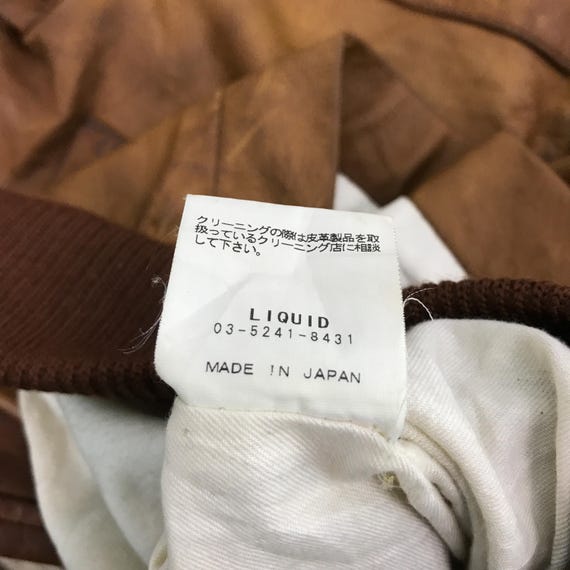 クリーニングの際は皮革製品を取
扱っているクリーニング店に相談
して下さい。
LIQUID
03-5241-8431
MADE IN JAPAN